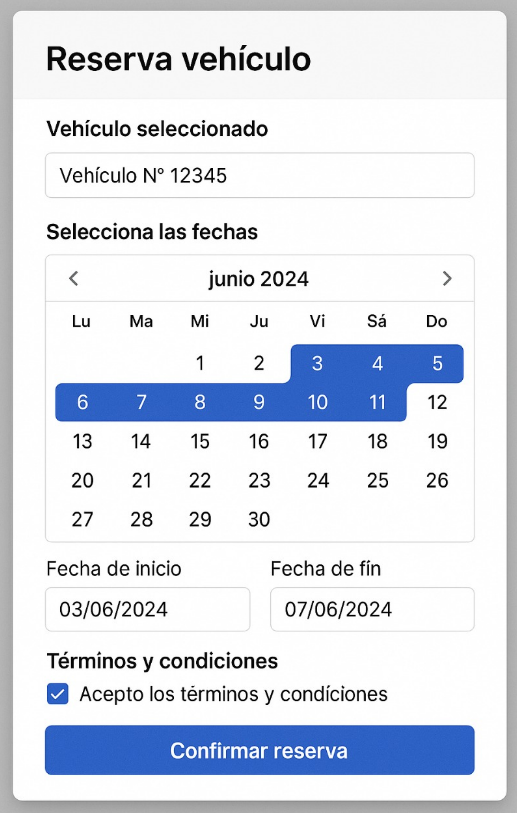 Reserva vehículo
Vehículo seleccionado
Vehículo N° 12345
Selecciona las fechas
junio 2024
Lu Ma Mi Ju Vi Sá Do
1 2 3 4 5
6 7 8 9 10 11 12
13 14 15 16 17 18 19
20 21 22 23 24 25 26
27 28 29 30
Fecha de inicio Fecha de fín
03/06/2024 07/06/2024
Términos y condiciones
Acepto los términos y condíciones
Confirmar reserva